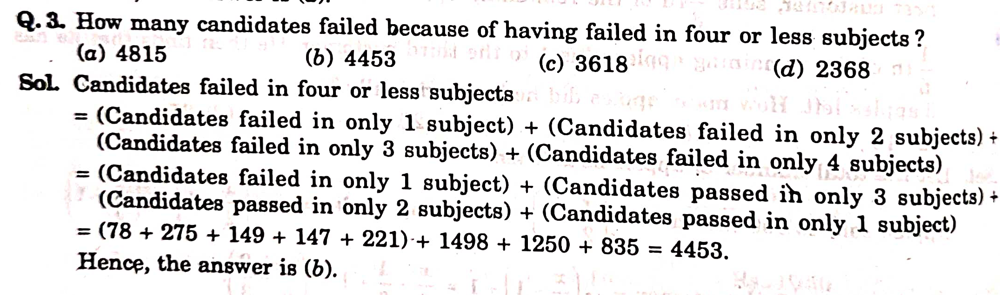 Q. 3. How many candidates failed because of having failed in four or less subjects ?
(a) 4815 (b) 4453 (c) 3618 (d) 2368
Sol. Candidates failed in four or less subjects
= (Candidates failed in only 1 subject) + (Candidates failed in only 2 subjects) +
(Candidates failed in only 3 subjects) + (Candidates failed in only 4 subjects)
= (Candidates failed in only 1 subject) + (Candidates passed in only 3 subjects) +
(Candidates passed in only 2 subjects) + (Candidates passed in only 1 subject)
= (78 + 275 + 149 + 147 + 221) + 1498 + 1250 + 835 = 4453.
Hence, the answer is (b).